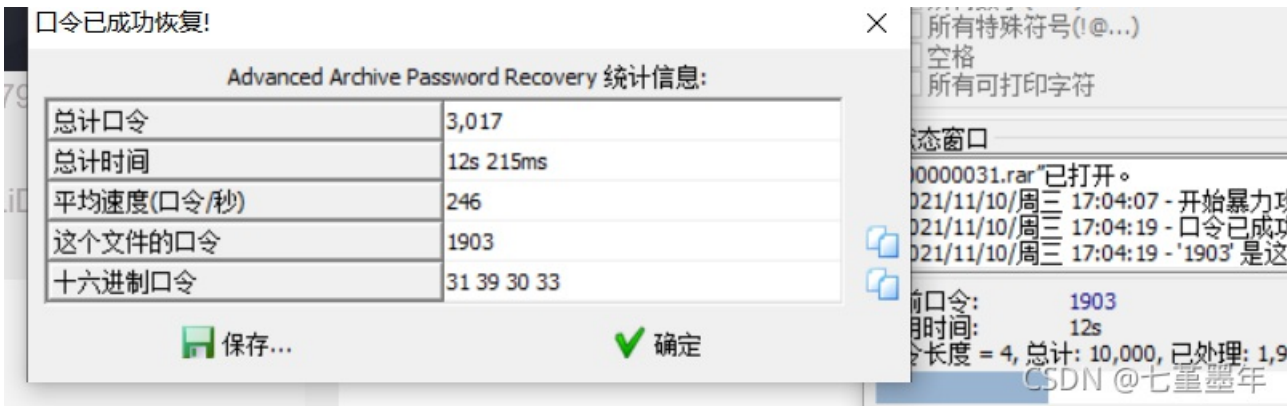 口令已成功恢复!
Advanced Archive Password Recovery 统计信息:
总计口令 3,017
总计时间 12s 215ms
平均速度(口令/秒) 246
这个文件的口令 1903
十六进制口令 31 39 30 33
保存... 确定
所有特殊符号(!@...)
空格
所有可打印字符
态窗口
0000031.rar"已打开。
021/11/10/周三 17:04:07 - 开始暴力
021/11/10/周三 17:04:19 - 口令已成功
021/11/10/周三 17:04:19 - '1903' 是这
前口令: 1903
用时间: 12s
令长度 = 4, 总计: 10,000, 已处理: 1,9
CSDN @七堇墨年